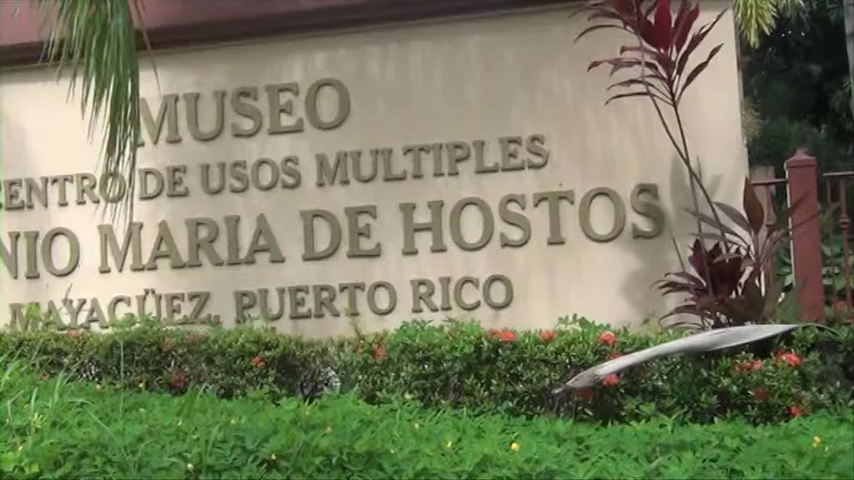 MUSEO
CENTRO DE USOS MULTIPLES
NIO MARIA DE HOSTOS
MAYAGÜEZ, PUERTO RICO